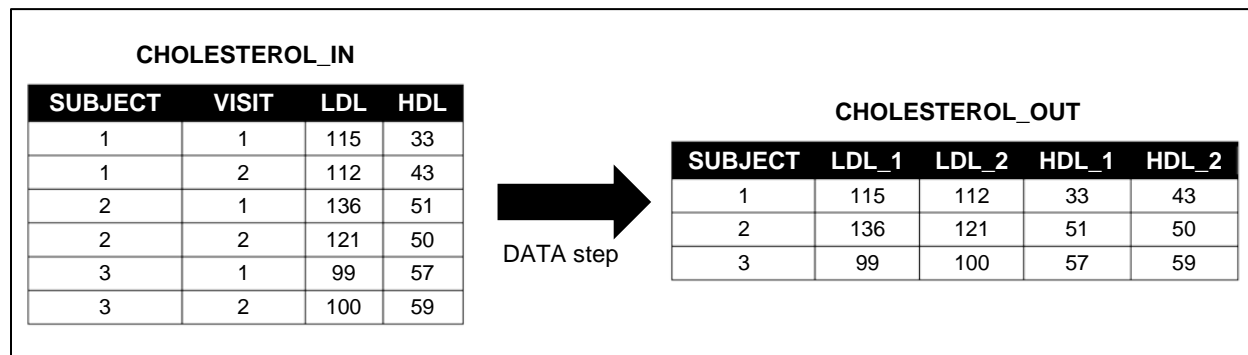 CHOLESTEROL_IN
SUBJECT VISIT LDL HDL
1 1 115 33
1 2 112 43
2 1 136 51
2 2 121 50
3 1 99 57
3 2 100 59
DATA step
CHOLESTEROL_OUT
SUBJECT LDL_1 LDL_2 HDL_1 HDL_2
1 115 112 33 43
2 136 121 51 50
3 99 100 57 59